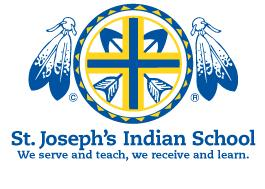 © ®
St. Joseph's Indian School
We serve and teach, we receive and learn.